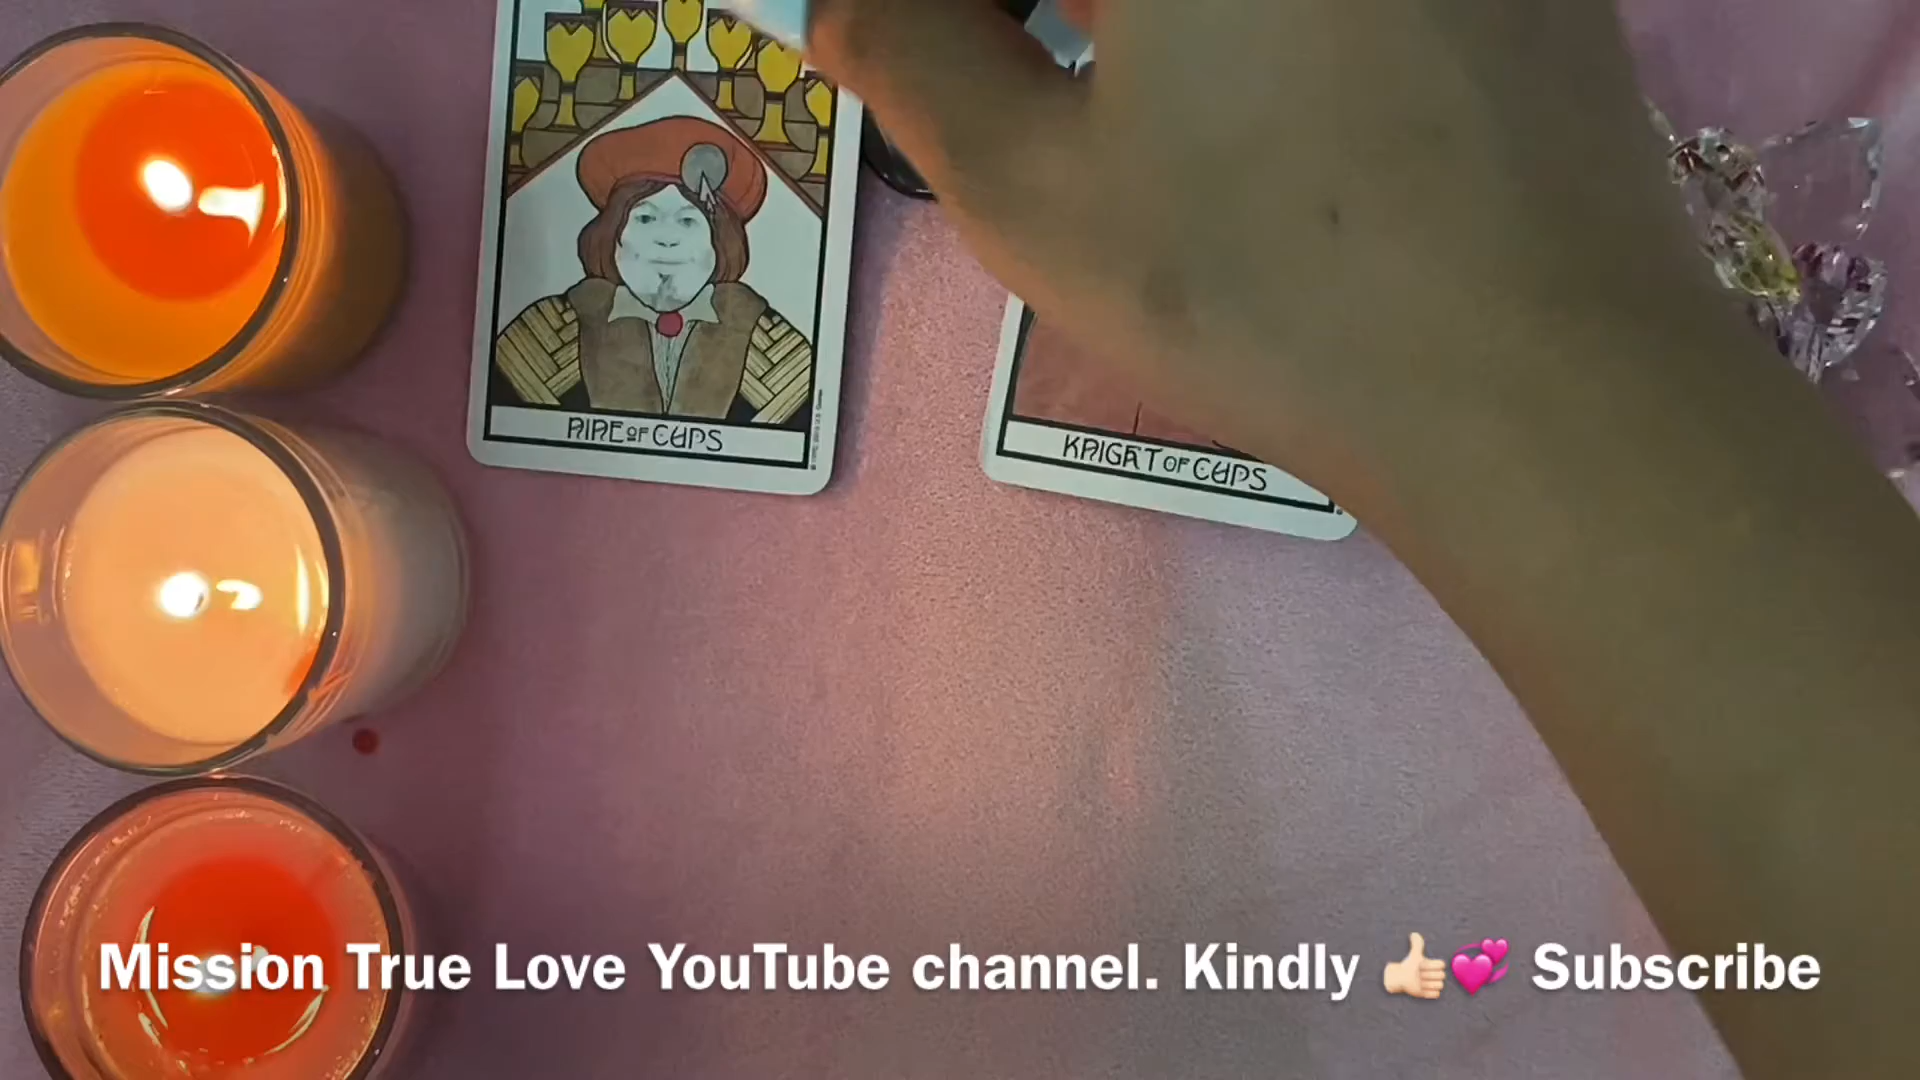 NINE OF CUPS
KNIGHT OF CUPS
Mission True Love YouTube channel. Kindly 👍🏻💞 Subscribe